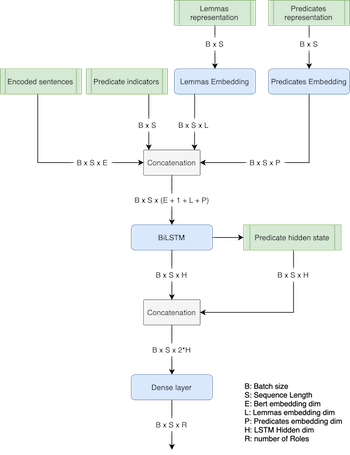 Lemmas
representation
Predicates
representation
B x S
B x S
Encoded sentences
Predicate indicators
Lemmas Embedding
Predicates Embedding
B x S
B x S x L
B x S x E
Concatenation
B x S x P
B x S x (E + 1 + L + P)
BiLSTM
Predicate hidden state
B x S x H
B x S x H
Concatenation
B x S x 2*H
Dense layer
B x S x R
B: Batch size
S: Sequence Length
E: Bert embedding dim
L: Lemmas embedding dim
P: Predicates embedding dim
H: LSTM Hidden dim
R: number of Roles